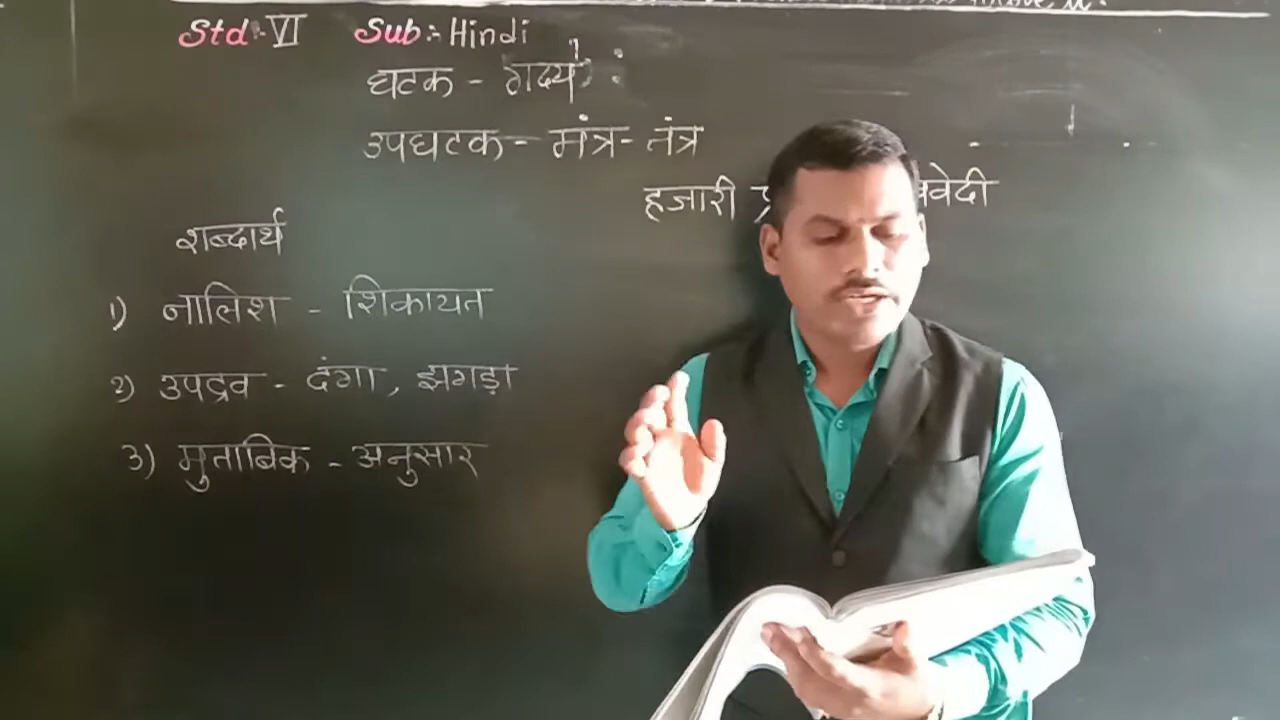 Std :- VI Sub :- Hindi
घटक - गद्य :
उपघटक - मंत्र - तंत्र
हजारी
शब्दार्थ
1) नालिश - शिकायत
2) उपद्रव - दंगा, झगड़ा
3) मुताबिक - अनुसार